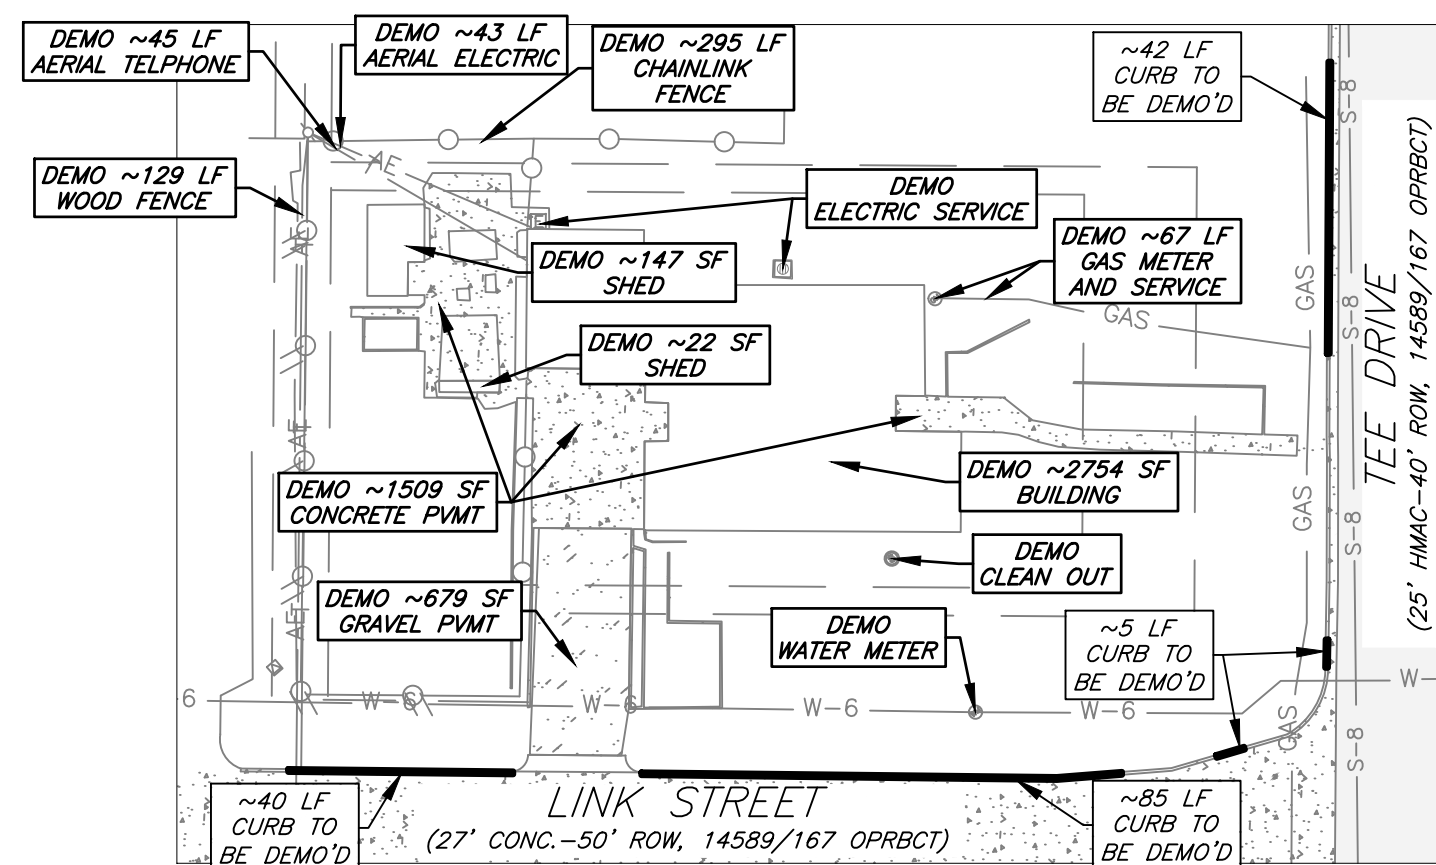 DEMO ~45 LF
AERIAL TELPHONE
DEMO ~43 LF
AERIAL ELECTRIC
DEMO ~295 LF
CHAINLINK
FENCE
~42 LF
CURB TO
BE DEMO'D
S-8
AE
DEMO ~129 LF
WOOD FENCE
DEMO
ELECTRIC SERVICE
E
AE
DEMO ~147 SF
SHED
DEMO ~67 LF
GAS METER
AND SERVICE
GAS
GAS
S-8
TEE DRIVE
(25' HMAC-40' ROW, 14589/167 OPRBCT)
DEMO ~22 SF
SHED
AE
DEMO ~1509 SF
CONCRETE PVMT
DEMO ~2754 SF
BUILDING
GAS
S-8
DEMO
CLEAN OUT
DEMO ~679 SF
GRAVEL PVMT
AE
DEMO
WATER METER
~5 LF
CURB TO
BE DEMO'D
6
W-6
W-6
W-6
W-6
W-
GAS
S-8
~40 LF
CURB TO
BE DEMO'D
LINK STREET
(27' CONC.-50' ROW, 14589/167 OPRBCT)
~85 LF
CURB TO
BE DEMO'D